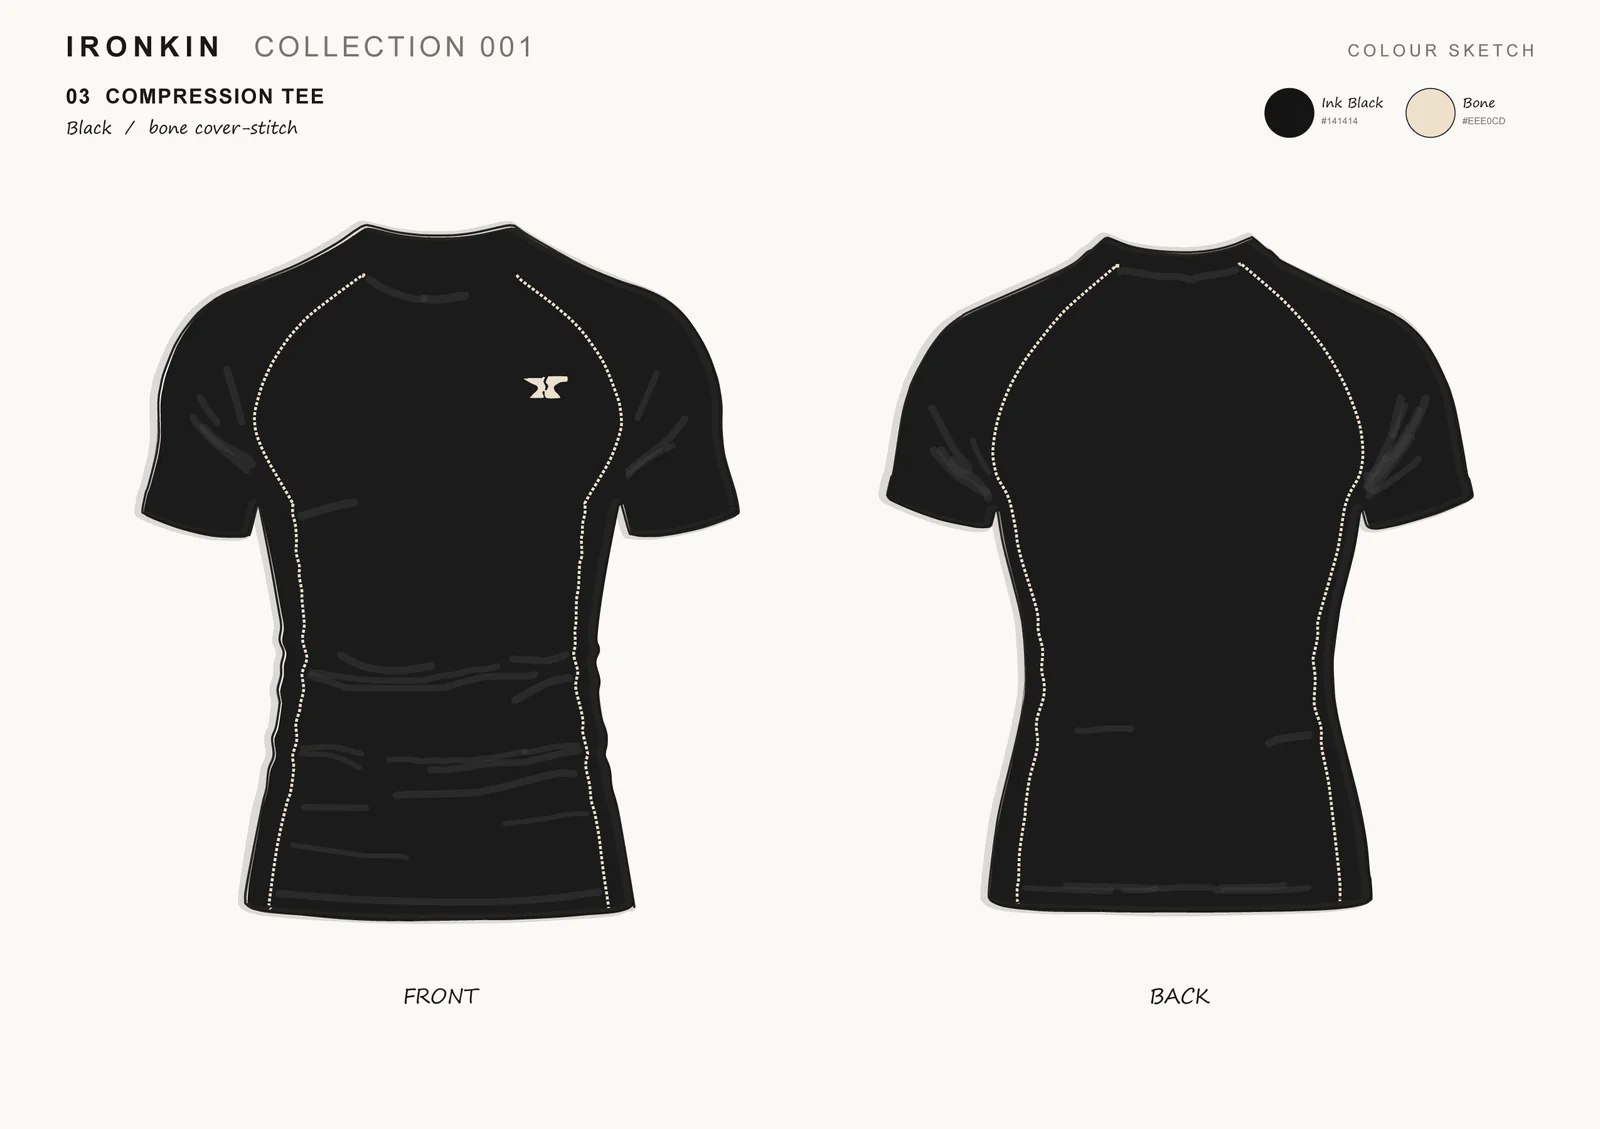 IRONKIN COLLECTION 001
COLOUR SKETCH
03 COMPRESSION TEE
Black / bone cover-stitch
Ink Black
#141414
Bone
#EEE0CD
FRONT
BACK